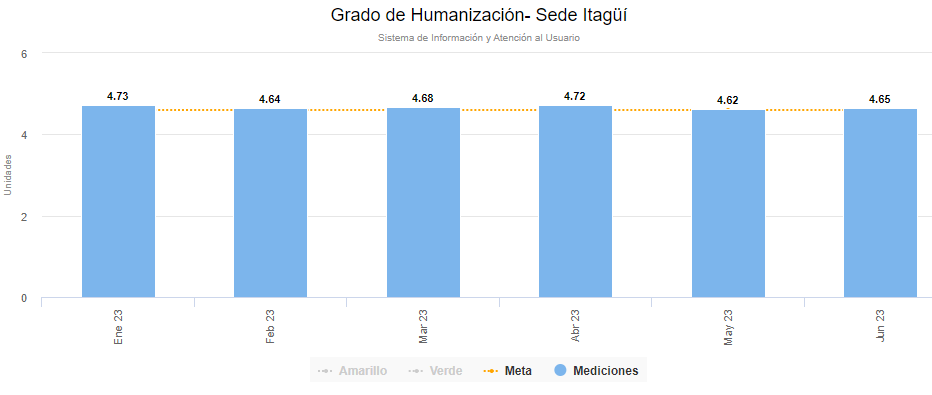 Grado de Humanización- Sede Itagüí
Sistema de Información y Atención al Usuario
6
4
2
0
Unidades
4.73
4.64
4.68
4.72
4.62
4.65
Ene 23
Feb 23
Mar 23
Abr 23
May 23
Jun 23
Amarillo Verde Meta Mediciones